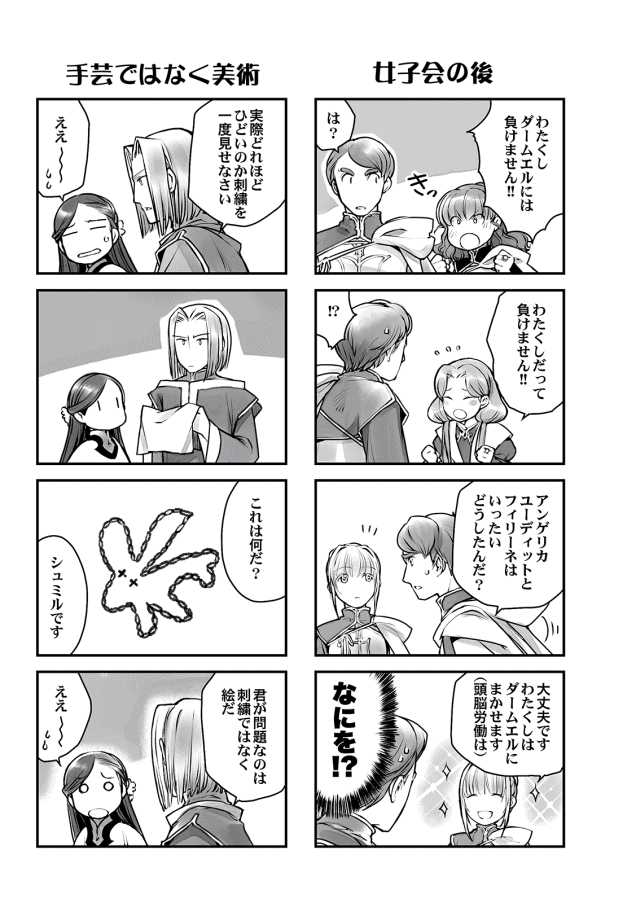 女子会の後
わたくし
ダームエルには
負けません!!
は?
きっ
わたくしだって
負けません!!
!?
アンゲリカ
ユーディットと
フィリーネは
いったい
どうしたんだ?
大丈夫です
わたくしは
ダームエルに
まかせます
(頭脳労働は)
なにを!?
手芸ではなく美術
実際どれほど
ひどいのか刺繍を
一度見せなさい
ええ〜〜
これは何だ?
シュミルです
君が問題なのは
刺繍ではなく
絵だ
ええ〜〜